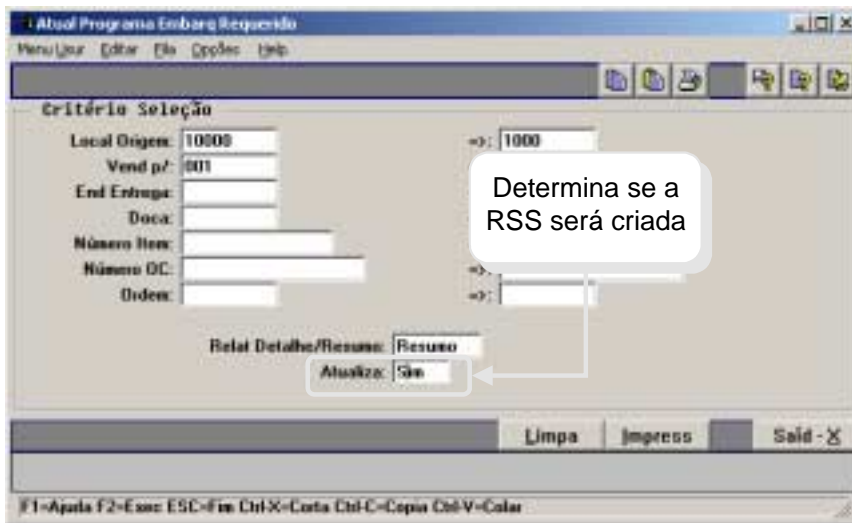 Atual Programa Embarq Requerido
Menu Usur Editar Fila Opções Help
Critério Seleção
Local Origem: 10000 =>: 1000
Vend p/: 001
End Entrega:
Doca:
Número Item:
Número OC: =>:
Ordem: =>:
Determina se a
RSS será criada
Relat Detalhe/Resumo: Resumo
Atualiza: Sim
Limpa Impress Saíd - X
F1=Ajuda F2=Exec ESC=Fim Ctrl-X=Corta Ctrl-C=Copia Ctrl-V=Colar